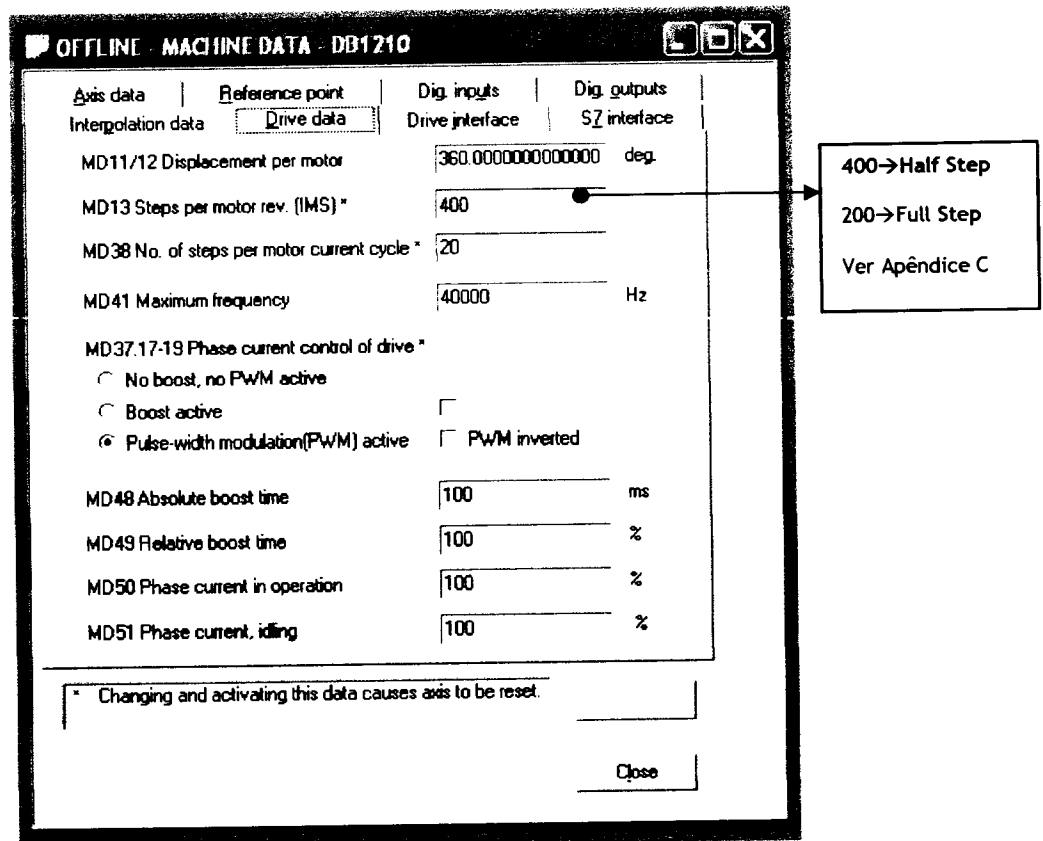 OFFLINE - MACHINE DATA - DB1210
Axis data Reference point Dig. inputs Dig. outputs
Interpolation data Drive data Drive interface S7 interface
MD11/12 Displacement per motor 360.0000000000000 deg.
MD13 Steps per motor rev. (IMS) * 400
MD38 No. of steps per motor current cycle * 20
MD41 Maximum frequency 40000 Hz
MD37.17-19 Phase current control of drive *
No boost, no PWM active
Boost active
Pulse-width modulation(PWM) active PWM inverted
MD48 Absolute boost time 100 ms
MD49 Relative boost time 100 %
MD50 Phase current in operation 100 %
MD51 Phase current, idling 100 %
* Changing and activating this data causes axis to be reset.
Close
400→Half Step
200→Full Step
Ver Apêndice C